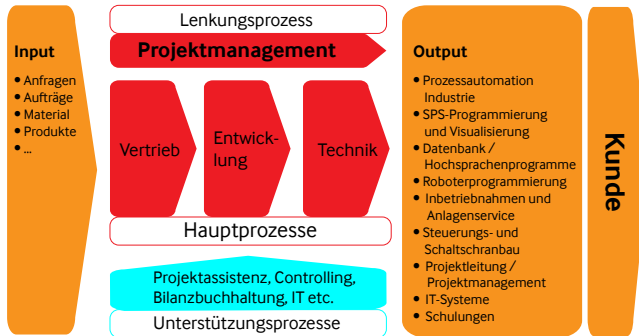 Input
• Anfragen
• Aufträge
• Material
• Produkte
• ...
Lenkungsprozess
Projektmanagement
Vertrieb
Entwick-
lung
Technik
Hauptprozesse
Projektassistenz, Controlling,
Bilanzbuchhaltung, IT etc.
Unterstützungsprozesse
Output
• Prozessautomation
Industrie
• SPS-Programmierung
und Visualisierung
• Datenbank /
Hochsprachenprogramme
• Roboterprogrammierung
• Inbetriebnahmen und
Anlagenservice
• Steuerungs- und
Schaltschranbau
• Projektleitung /
Projektmanagement
• IT-Systeme
• Schulungen
Kunde